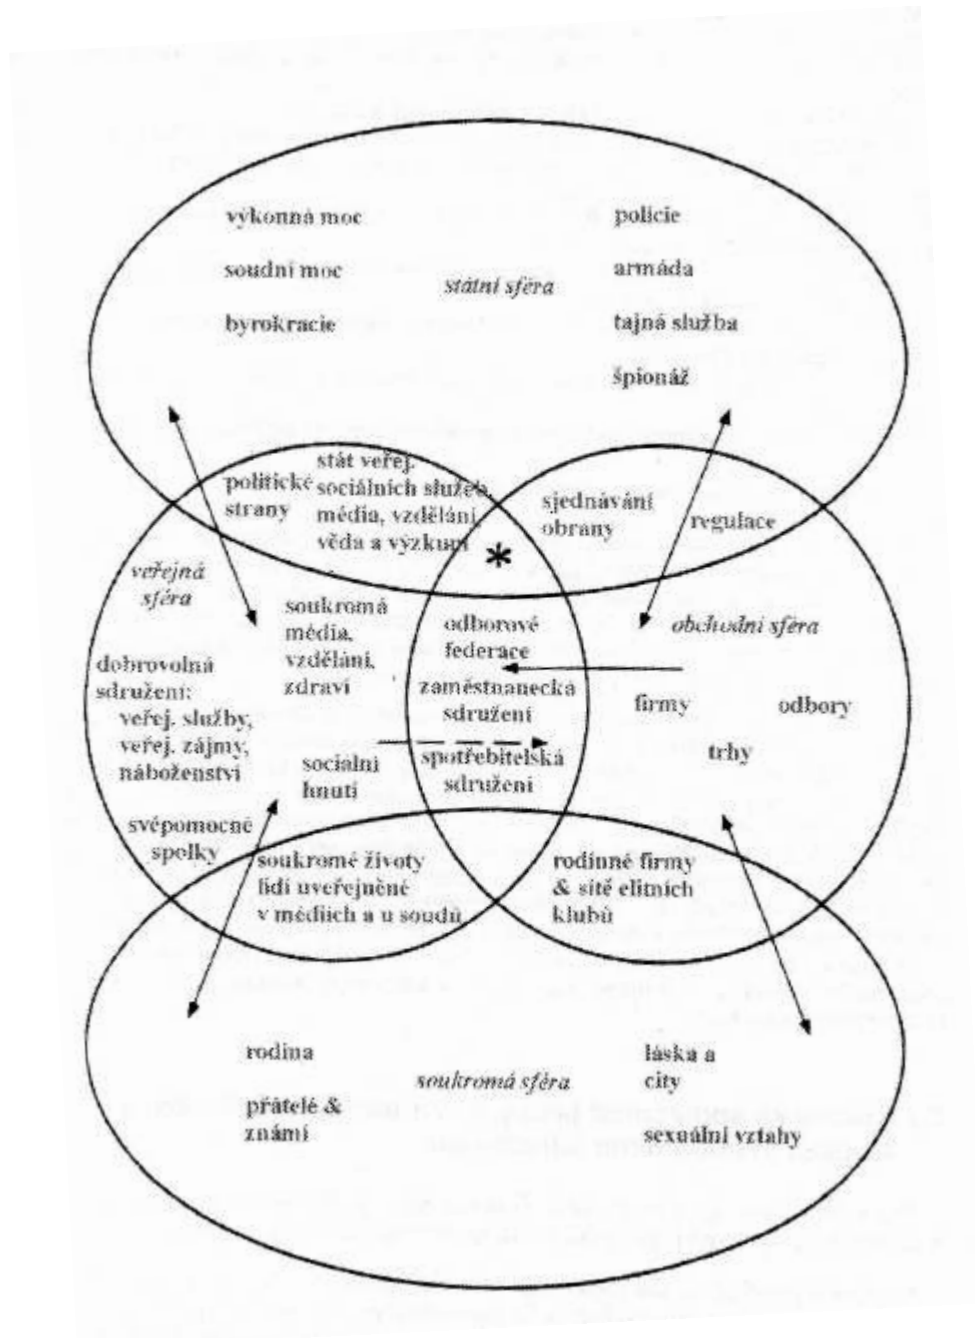 výkonná moc
policie
soudní moc
armáda
státní sféra
byrokracie
tajná služba
špionáž
politické
strany
stát veřej.
sociálních služeb,
média, vzdělání,
věda a výzkum
sjednávání
obrany
regulace
*
veřejná
sféra
soukromá
média,
vzdělání,
zdraví
odborové
federace
obchodní sféra
dobrovolná
sdružení:
veřej. služby,
veřej. zájmy,
náboženství
zaměstnanecká
sdružení
firmy
odbory
trhy
sociální
hnutí
spotřebitelská
sdružení
svépomocné
spolky
soukromé životy
lidí uveřejněné
v médiích a u soudů
rodinné firmy
& sítě elitních
klubů
rodina
láska a
city
soukromá sféra
přátelé &
známí
sexuální vztahy